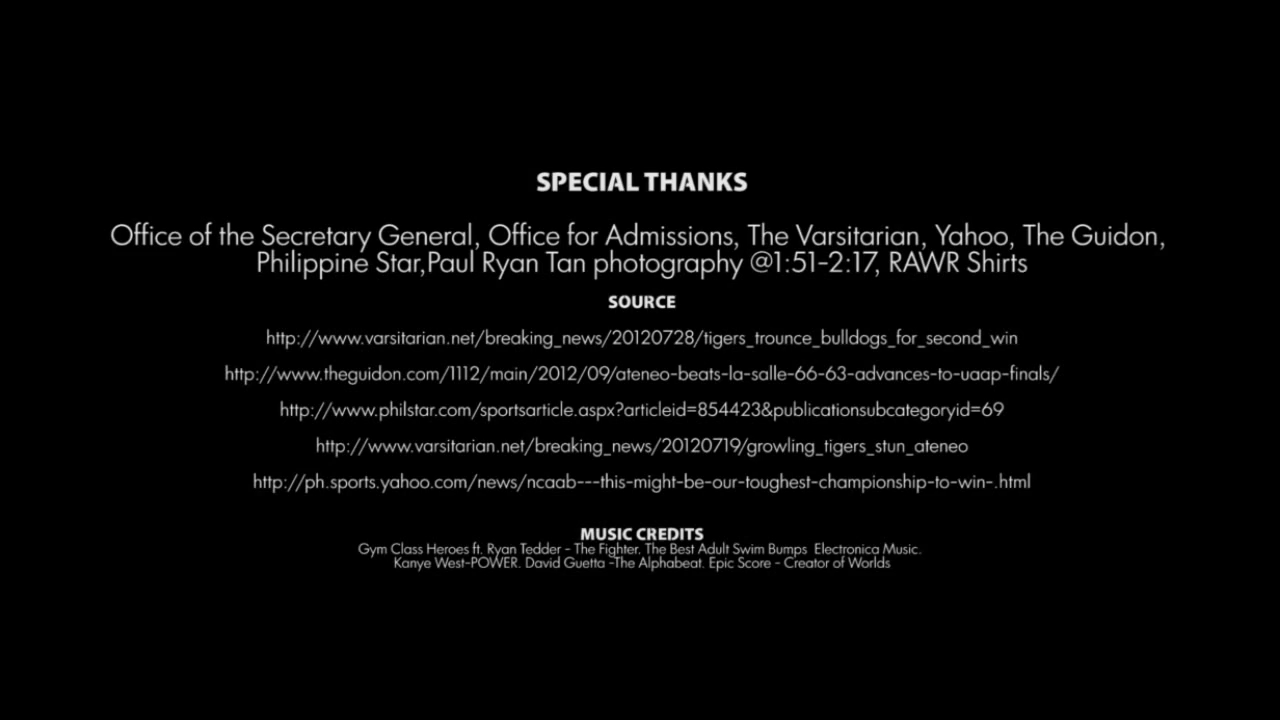 SPECIAL THANKS
Office of the Secretary General, Office for Admissions, The Varsitarian, Yahoo, The Guidon,
Philippine Star,Paul Ryan Tan photography @1:51-2:17, RAWR Shirts
SOURCE
http://www.varsitarian.net/breaking_news/20120728/tigers_trounce_bulldogs_for_second_win
http://www.theguidon.com/1112/main/2012/09/ateneo-beats-la-salle-66-63-advances-to-uaap-finals/
http://www.philstar.com/sportsarticle.aspx?articleid=854423&publicationsubcategoryid=69
http://www.varsitarian.net/breaking_news/20120719/growling_tigers_stun_ateneo
http://ph.sports.yahoo.com/news/ncaab---this-might-be-our-toughest-championship-to-win-.html
MUSIC CREDITS
Gym Class Heroes ft. Ryan Tedder - The Fighter. The Best Adult Swim Bumps Electronica Music.
Kanye West-POWER. David Guetta -The Alphabeat. Epic Score - Creator of Worlds